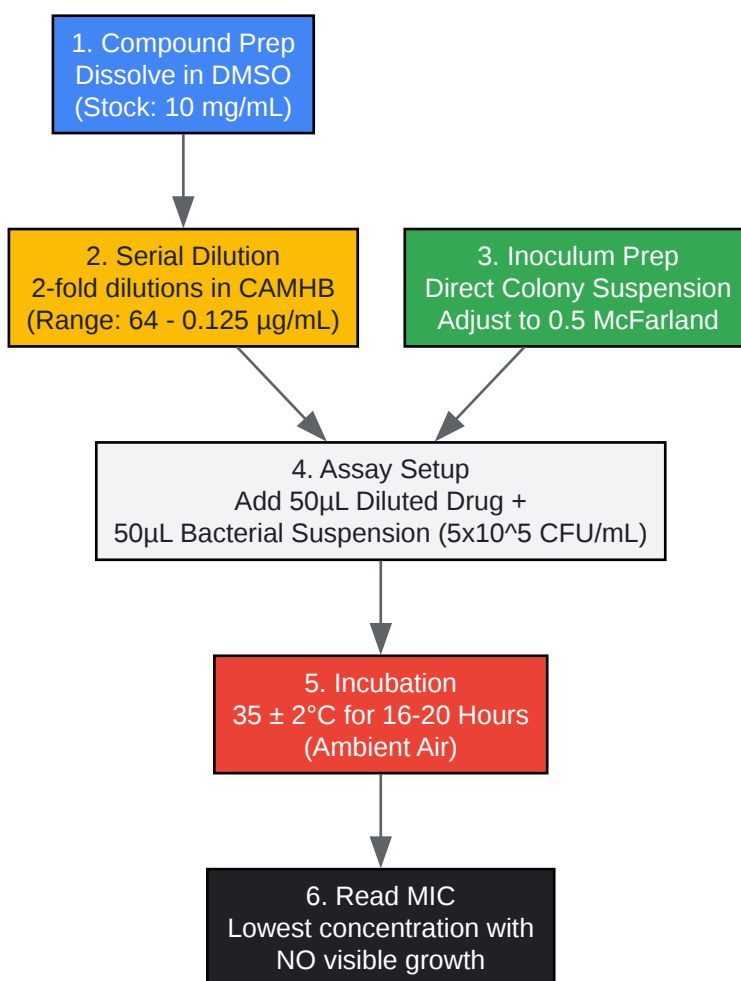 1. Compound Prep
Dissolve in DMSO
(Stock: 10 mg/mL)
2. Serial Dilution
2-fold dilutions in CAMHB
(Range: 64 - 0.125 µg/mL)
3. Inoculum Prep
Direct Colony Suspension
Adjust to 0.5 McFarland
4. Assay Setup
Add 50µL Diluted Drug +
50µL Bacterial Suspension (5x10^5 CFU/mL)
5. Incubation
35 ± 2°C for 16-20 Hours
(Ambient Air)
6. Read MIC
Lowest concentration with
NO visible growth